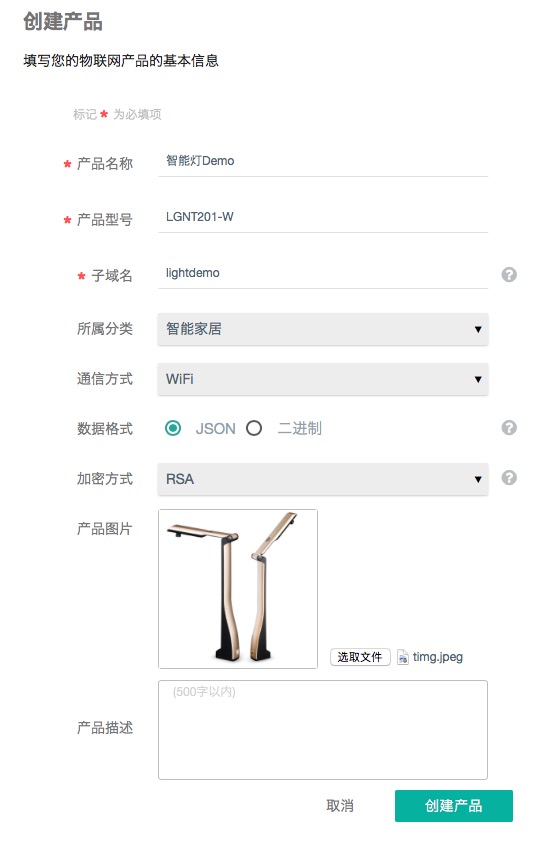 创建产品
填写您的物联网产品的基本信息
标记 * 为必填项
* 产品名称 智能灯Demo
* 产品型号 LGNT201-W
* 子域名 lightdemo ?
所属分类 智能家居 ▼
通信方式 WiFi ▼
数据格式 JSON 二进制 ?
加密方式 RSA ▼ ?
产品图片
选取文件 timg.jpeg
(500字以内)
产品描述
取消 创建产品